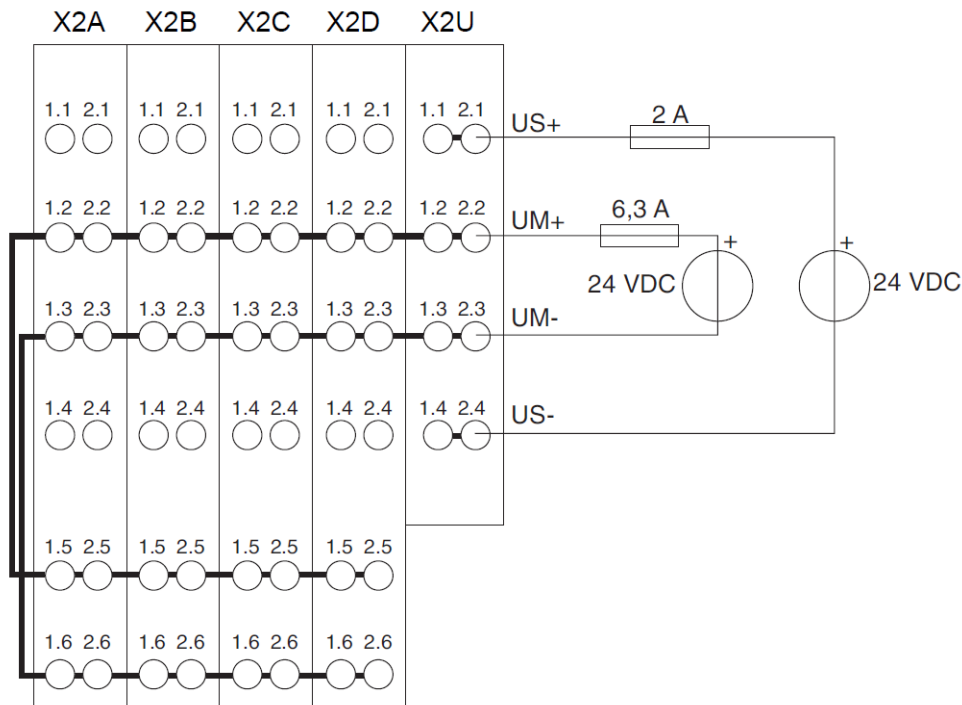 X2A X2B X2C X2D X2U
1.1 2.1 1.1 2.1 1.1 2.1 1.1 2.1 1.1 2.1 US+ 2 A
1.2 2.2 1.2 2.2 1.2 2.2 1.2 2.2 1.2 2.2 UM+ 6,3 A
+ +
24 VDC 24 VDC
1.3 2.3 1.3 2.3 1.3 2.3 1.3 2.3 1.3 2.3 UM-
1.4 2.4 1.4 2.4 1.4 2.4 1.4 2.4 1.4 2.4 US-
1.5 2.5 1.5 2.5 1.5 2.5 1.5 2.5
1.6 2.6 1.6 2.6 1.6 2.6 1.6 2.6